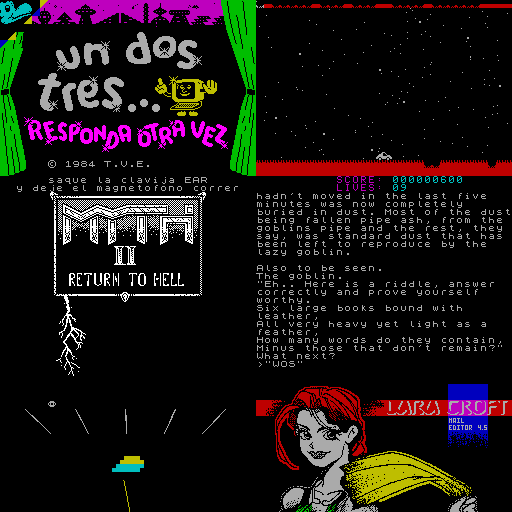 un dos
tres...
RESPONDA OTRA VEZ
© 1984 T.V.E.
saque la clavija EAR
y deje el magnetofono correr
SCORE: 000000600
LIVES: 09
II
RETURN TO HELL
hadn't moved in the last five
minutes was now completely
buried in dust. Most of the dust
being fallen pipe ash, from the
goblins pipe and the rest, they
say, was standard dust that has
been left to reproduce by the
lazy goblin.
Also to be seen.
The goblin.
"Eh.. Here is a riddle, answer
correctly and prove yourself
worthy.
Six large books bound with
leather,
All very heavy yet light as a
feather,
How many words do they contain,
Minus those that don't remain?"
What next?
>"WOS"
LARA CROFT
MAIL
EDITOR 4.5